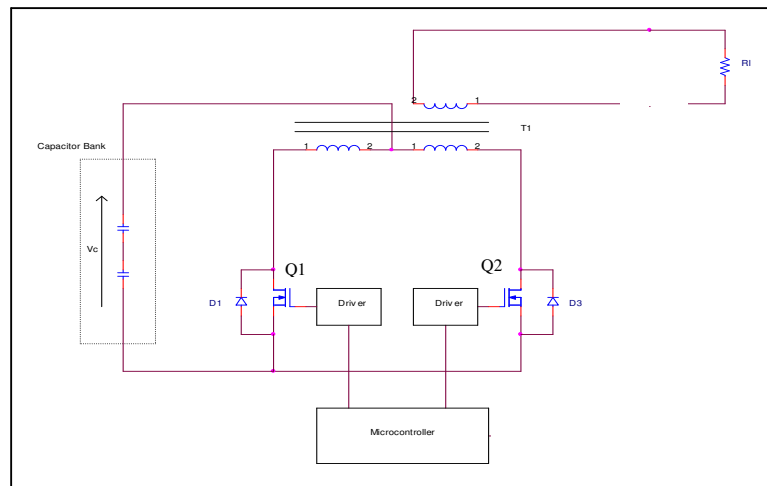 2 1
Rl
T1
Capacitor Bank
1 2 1 2
Vc
Q1
Q2
D1
Driver
Driver
D3
Microcontroller